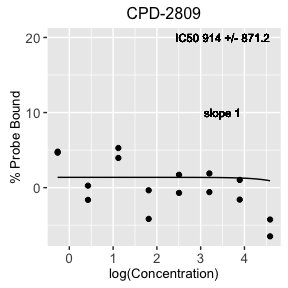 CPD-2809
IC50 914 +/- 871.2
slope 1
% Probe Bound
20
10
0
0 1 2 3 4
log(Concentration)